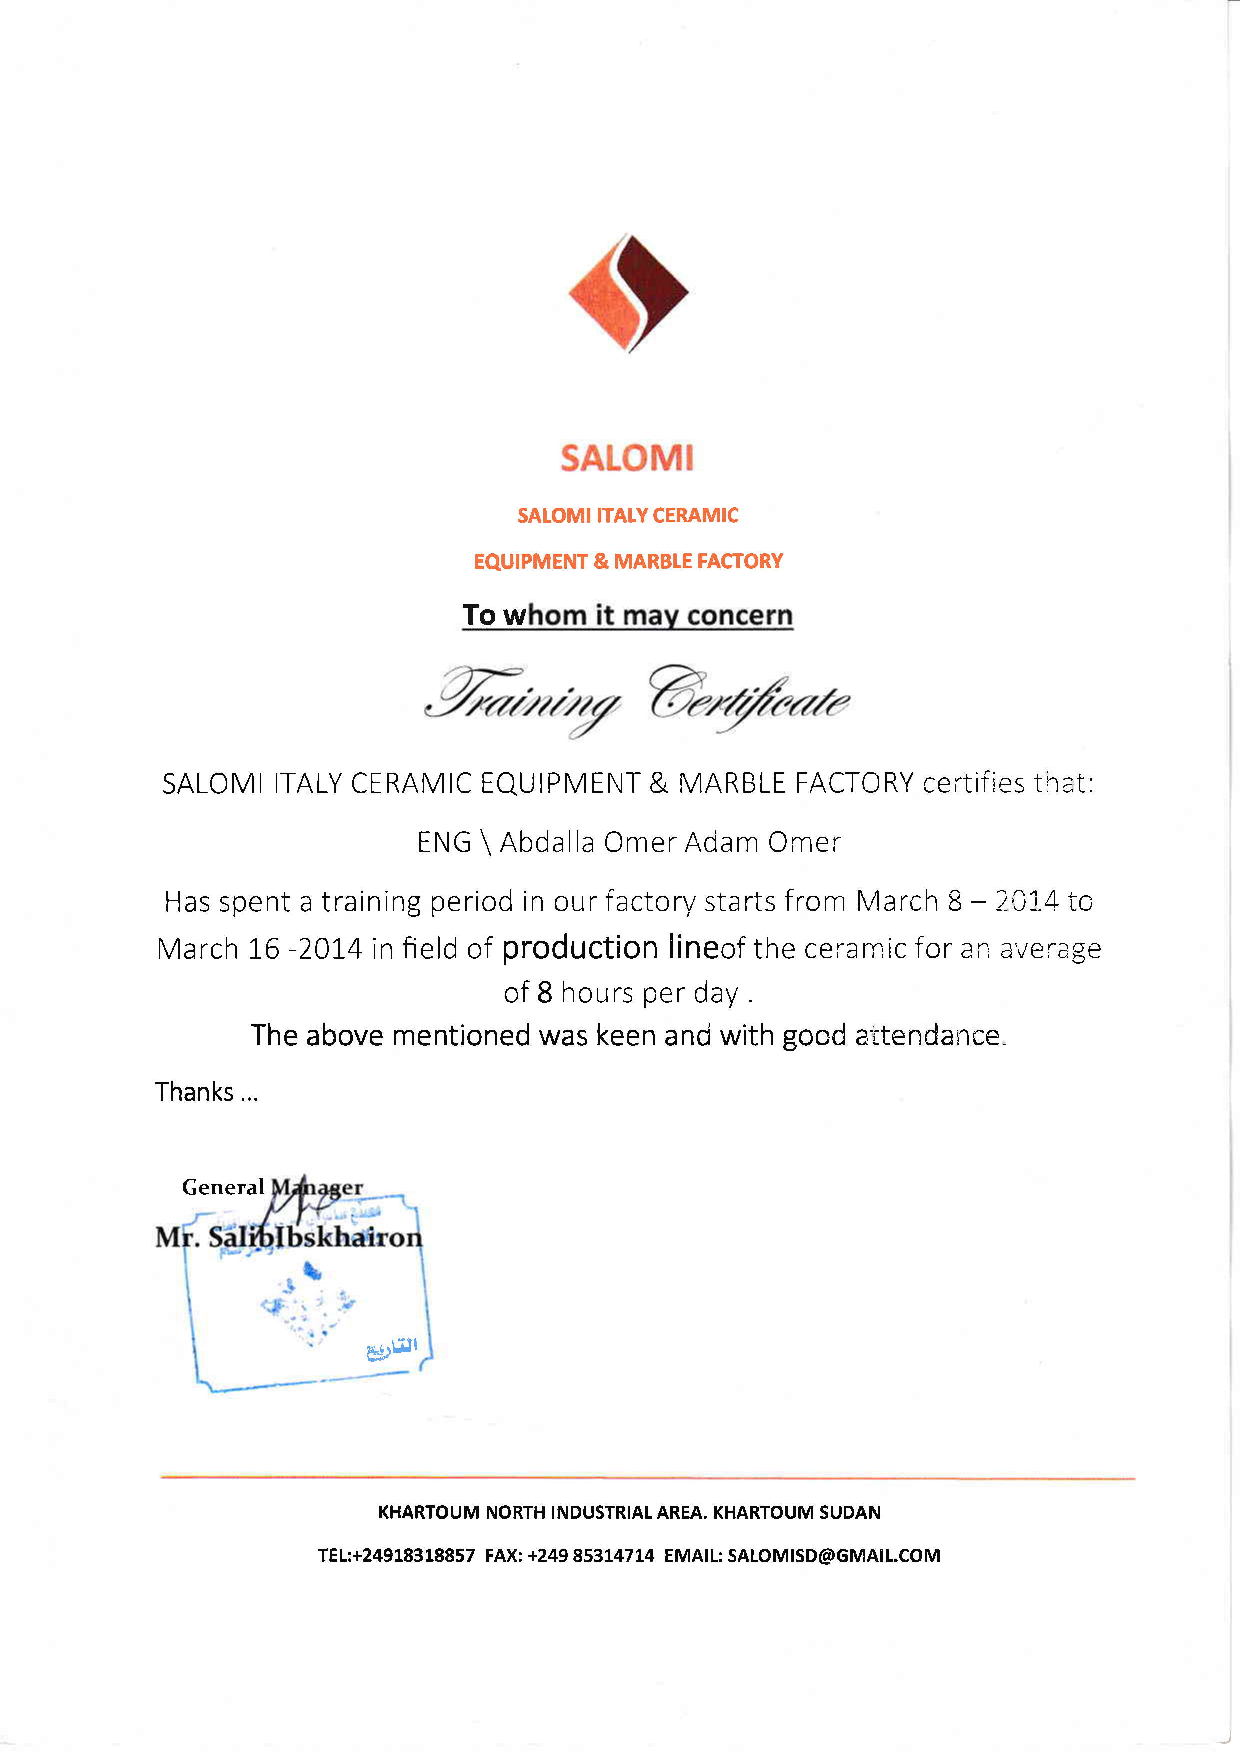 SALOMI
SALOMI ITALY CERAMIC
EQUIPMENT & MARBLE FACTORY
To whom it may concern
Training Certificate
SALOMI ITALY CERAMIC EQUIPMENT & MARBLE FACTORY certifies that:
ENG \ Abdalla Omer Adam Omer
Has spent a training period in our factory starts from March 8 – 2014 to
March 16 -2014 in field of production lineof the ceramic for an average
of 8 hours per day .
The above mentioned was keen and with good attendance.
Thanks ...
General Manager
Mr. SalibIbskhairon
التاريخ
KHARTOUM NORTH INDUSTRIAL AREA. KHARTOUM SUDAN
TEL:+24918318857 FAX: +249 85314714 EMAIL: SALOMISD@GMAIL.COM